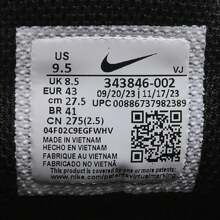 US
9.5
VJ
UK 8.5
EUR 43
cm 27.5
BR 41
CN 275(2.5)
343846-002
09/20/23 11/17/23
UPC 00886737982389
04F02C9EGFWHV
MADE IN VIETNAM
HECHO EN VIETNAM
FABRIQUE AU VIETNAM
FABRICADO NO VIETNÃ